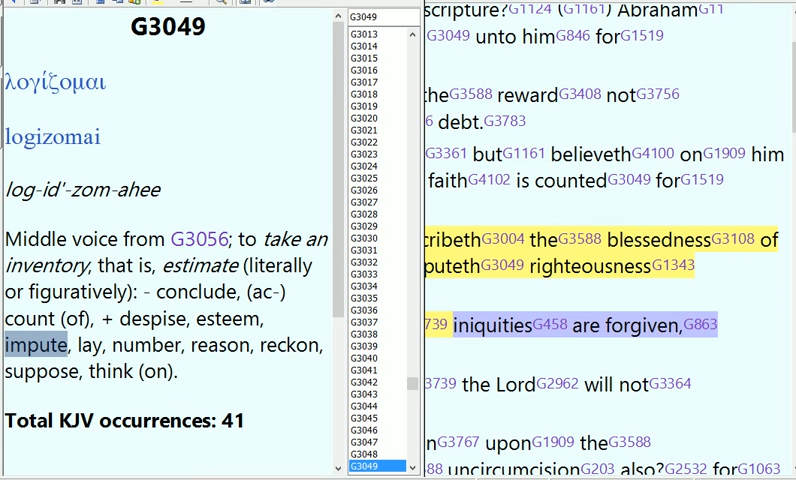 G3049
λογίζομαι
logizomai
log-id'-zom-ahee
Middle voice from G3056; to take an
inventory, that is, estimate (literally
or figuratively): - conclude, (ac-)
count (of), + despise, esteem,
impute, lay, number, reason, reckon,
suppose, think (on).
Total KJV occurrences: 41
G3049
G3013
G3014
G3015
G3016
G3017
G3018
G3019
G3020
G3021
G3022
G3023
G3024
G3025
G3026
G3027
G3028
G3029
G3030
G3031
G3032
G3033
G3034
G3035
G3036
G3037
G3038
G3039
G3040
G3041
G3042
G3043
G3044
G3045
G3046
G3047
G3048
G3049
scripture?G1124 (G1161) AbrahamG11
G3049 unto himG846 forG1519
theG3588 rewardG3408 notG3756
6 debt.G3783
G3361 butG1161 believethG4100 onG1909 him
faithG4102 is countedG3049 forG1519
cribethG3004 theG3588 blessednessG3108 of
putethG3049 righteousnessG1343
739 iniquitiesG458 are forgiven,G863
3739 the LordG2962 will notG3364
nG3767 uponG1909 theG3588
88 uncircumcisionG203 also?G2532 forG1063